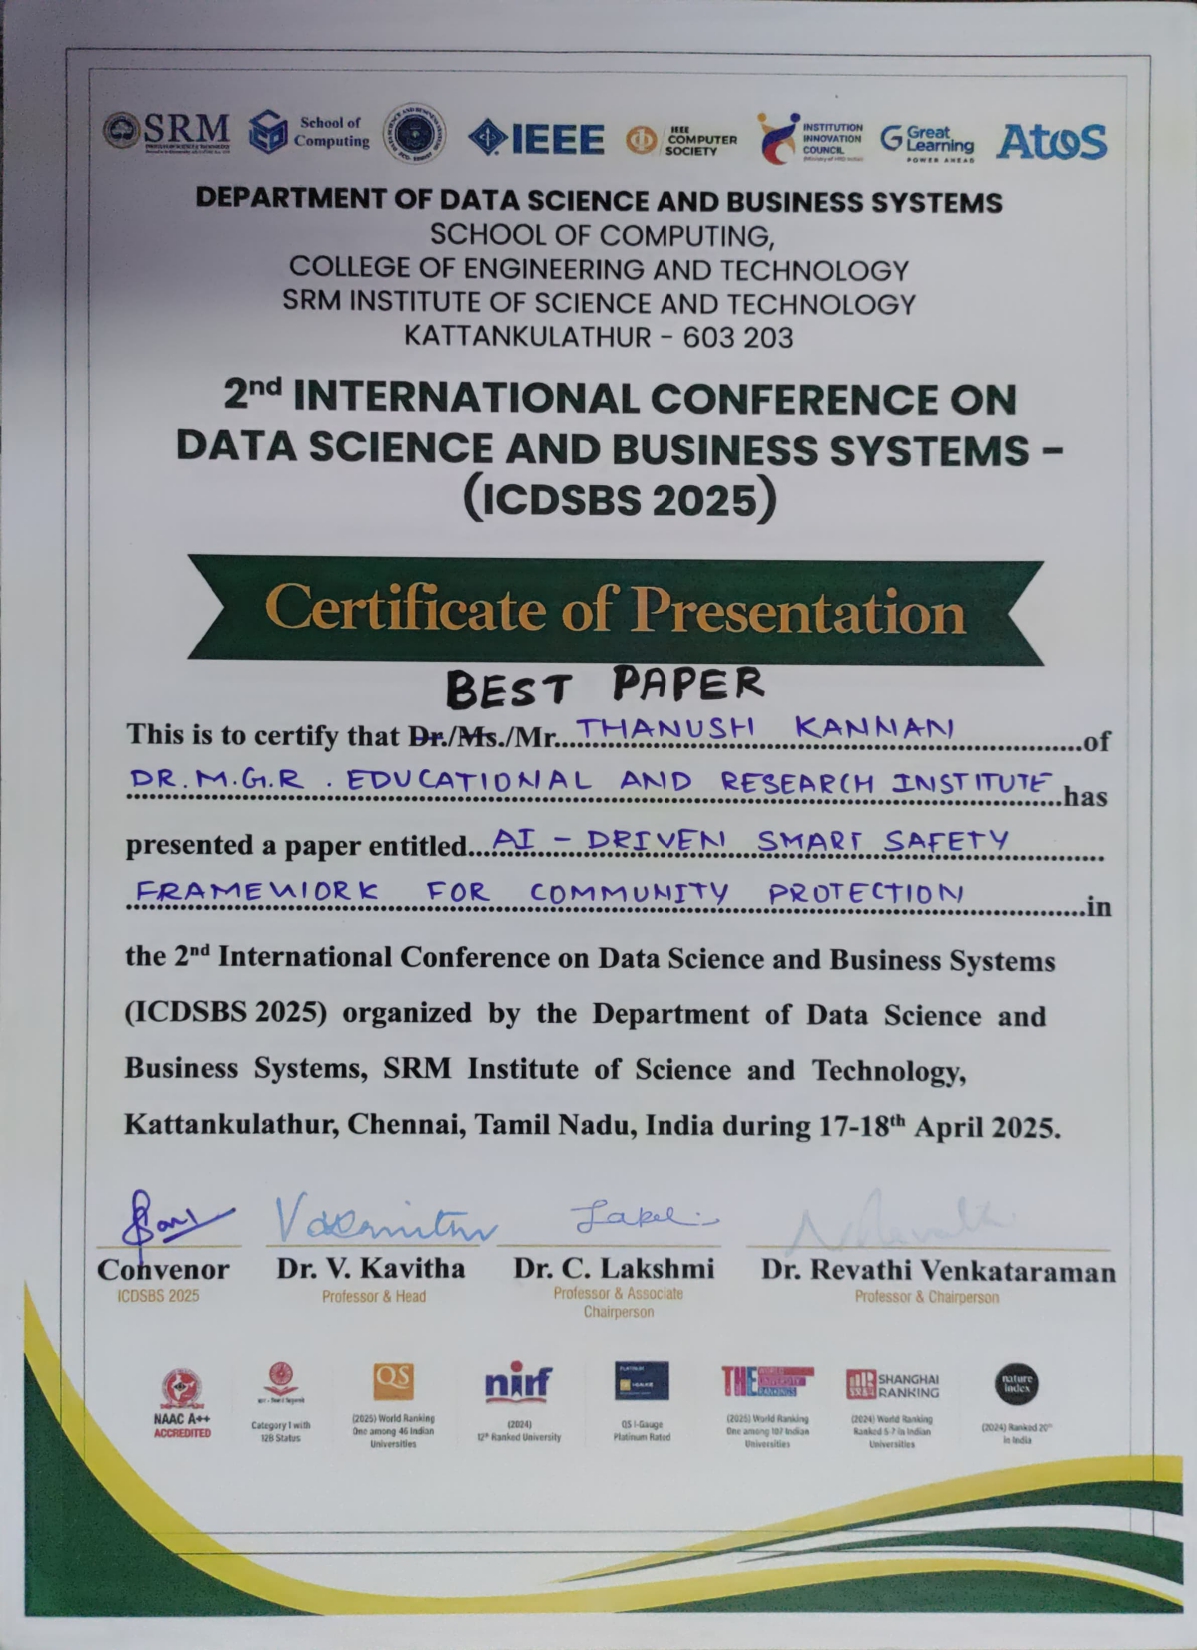 SRM
School of
Computing
IEEE
IEEE
COMPUTER
SOCIETY
INSTITUTION
INNOVATION
COUNCIL
Great
Learning
POWER AHEAD
Atos
DEPARTMENT OF DATA SCIENCE AND BUSINESS SYSTEMS
SCHOOL OF COMPUTING,
COLLEGE OF ENGINEERING AND TECHNOLOGY
SRM INSTITUTE OF SCIENCE AND TECHNOLOGY
KATTANKULATHUR - 603 203
2nd INTERNATIONAL CONFERENCE ON
DATA SCIENCE AND BUSINESS SYSTEMS -
(ICDSBS 2025)
Certificate of Presentation
BEST PAPER
This is to certify that Dr./Ms./Mr. THANUSH KANNAN of
DR.M.G.R. EDUCATIONAL AND RESEARCH INSTITUTE has
presented a paper entitled AI - DRIVEN SMART SAFETY
FRAMEWORK FOR COMMUNITY PROTECTION in
the 2nd International Conference on Data Science and Business Systems
(ICDSBS 2025) organized by the Department of Data Science and
Business Systems, SRM Institute of Science and Technology,
Kattankulathur, Chennai, Tamil Nadu, India during 17-18th April 2025.
Convenor
ICDSBS 2025
Dr. V. Kavitha
Professor & Head
Dr. C. Lakshmi
Professor & Associate
Chairperson
Dr. Revathi Venkataraman
Professor & Chairperson
NAAC A++
ACCREDITED
Category I with
12B Status
QS
(2025) World Ranking
One among 46 Indian
Universities
nirf
(2024)
12th Ranked University
PLATINUM
QS I-Gauge
Platinum Rated
THE WORLD
UNIVERSITY
RANKINGS
(2025) World Ranking
One among 107 Indian
Universities
SHANGHAI
RANKING
(2024) World Ranking
Ranked 5-7 in Indian
Universities
nature
index
(2024) Ranked 20th
in India